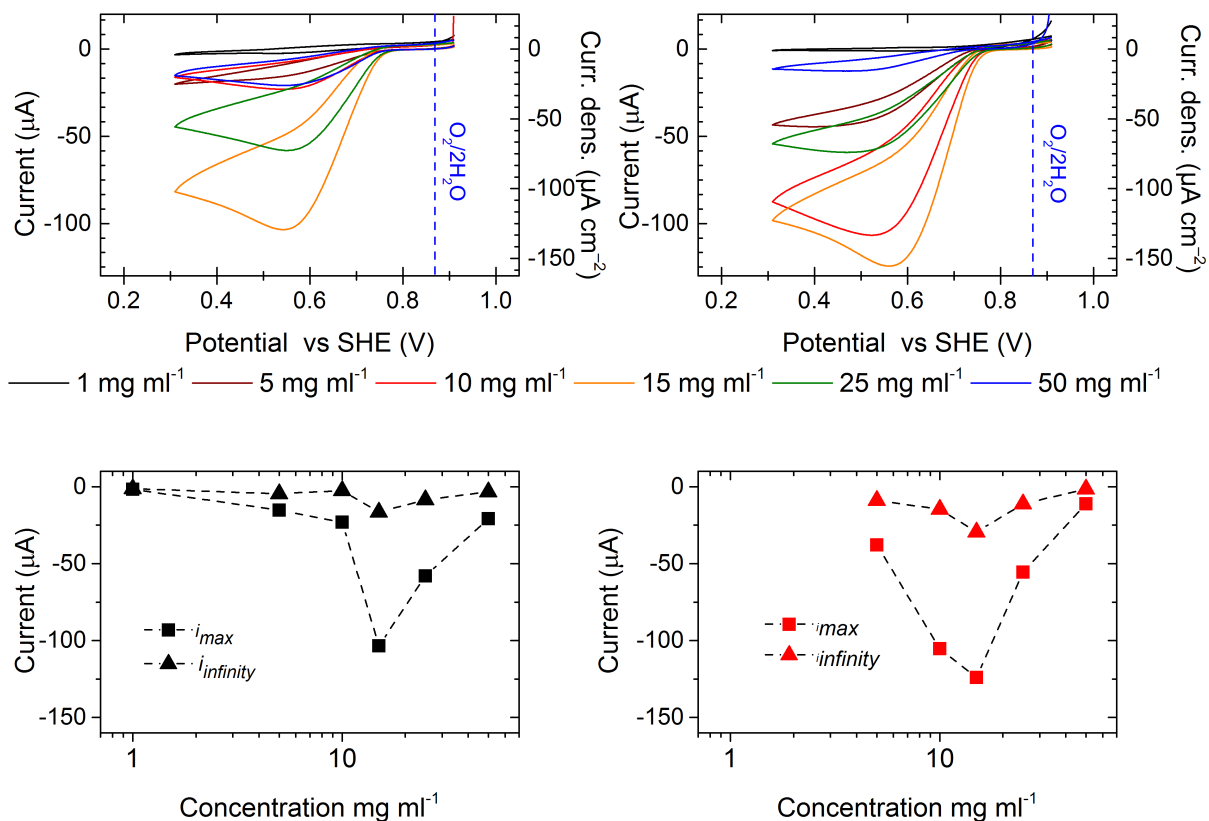 Current (µA)
0
-50
-100
0.2
0.4
0.6
0.8
1.0
Potential vs SHE (V)
0
-50
-100
-150
Curr. dens. (µA cm⁻²)
O₂/2H₂O
Current (µA)
0
-50
-100
0.2
0.4
0.6
0.8
1.0
Potential vs SHE (V)
0
-50
-100
-150
Curr. dens. (µA cm⁻²)
O₂/2H₂O
1 mg ml⁻¹ 5 mg ml⁻¹ 10 mg ml⁻¹ 15 mg ml⁻¹ 25 mg ml⁻¹ 50 mg ml⁻¹
Current (µA)
0
-50
-100
-150
i_max
i_infinity
1
10
Concentration mg ml⁻¹
Current (µA)
0
-50
-100
-150
i_max
i_infinity
1
10
Concentration mg ml⁻¹